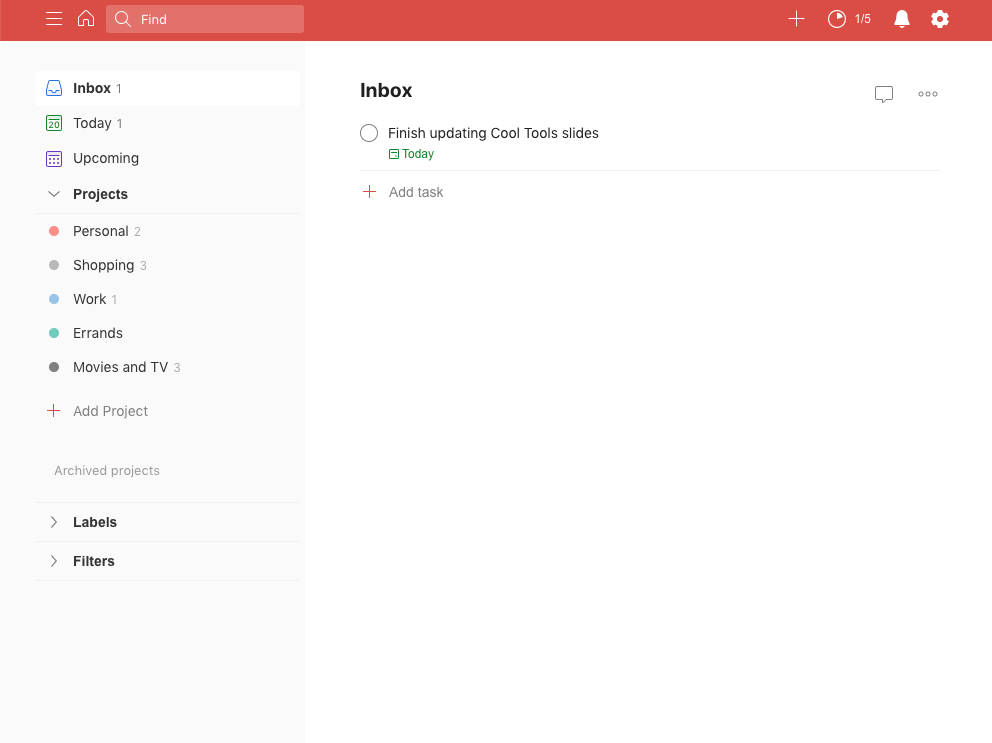 Find
1/5
Inbox 1
20
Today 1
Upcoming
Projects
Personal 2
Shopping 3
Work 1
Errands
Movies and TV 3
Add Project
Archived projects
Labels
Filters
Inbox
Finish updating Cool Tools slides
Today
Add task